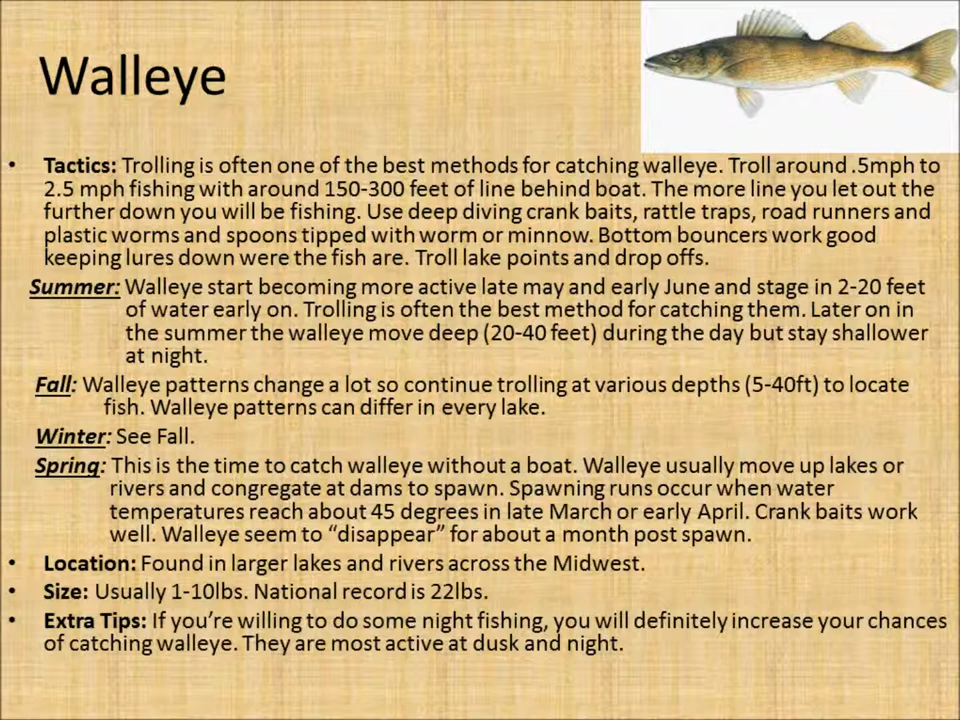 Walleye
• Tactics: Trolling is often one of the best methods for catching walleye. Troll around .5mph to
2.5 mph fishing with around 150-300 feet of line behind boat. The more line you let out the
further down you will be fishing. Use deep diving crank baits, rattle traps, road runners and
plastic worms and spoons tipped with worm or minnow. Bottom bouncers work good
keeping lures down were the fish are. Troll lake points and drop offs.
Summer: Walleye start becoming more active late may and early June and stage in 2-20 feet
of water early on. Trolling is often the best method for catching them. Later on in
the summer the walleye move deep (20-40 feet) during the day but stay shallower
at night.
Fall: Walleye patterns change a lot so continue trolling at various depths (5-40ft) to locate
fish. Walleye patterns can differ in every lake.
Winter: See Fall.
Spring: This is the time to catch walleye without a boat. Walleye usually move up lakes or
rivers and congregate at dams to spawn. Spawning runs occur when water
temperatures reach about 45 degrees in late March or early April. Crank baits work
well. Walleye seem to “disappear” for about a month post spawn.
• Location: Found in larger lakes and rivers across the Midwest.
• Size: Usually 1-10lbs. National record is 22lbs.
• Extra Tips: If you’re willing to do some night fishing, you will definitely increase your chances
of catching walleye. They are most active at dusk and night.